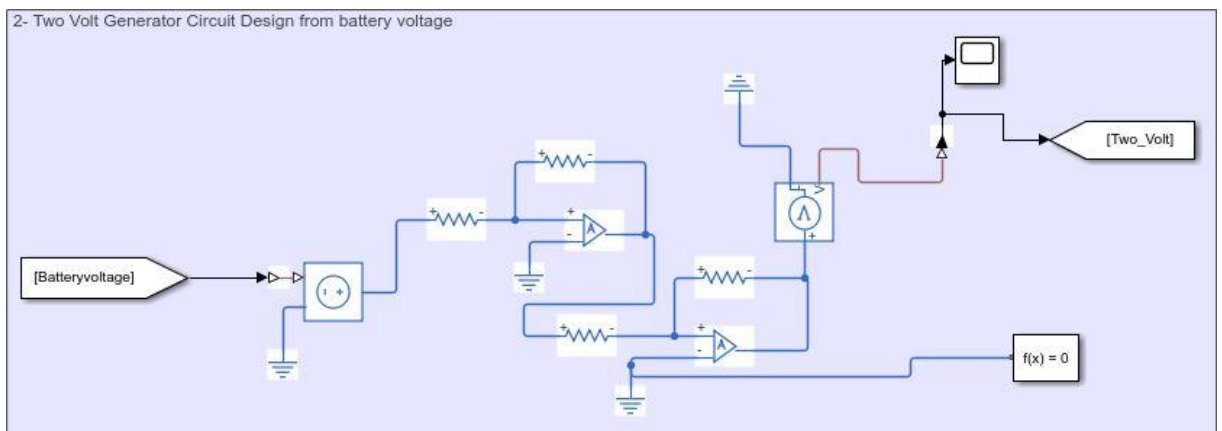 2- Two Volt Generator Circuit Design from battery voltage
[Two_Volt]
[Batteryvoltage]
f(x) = 0